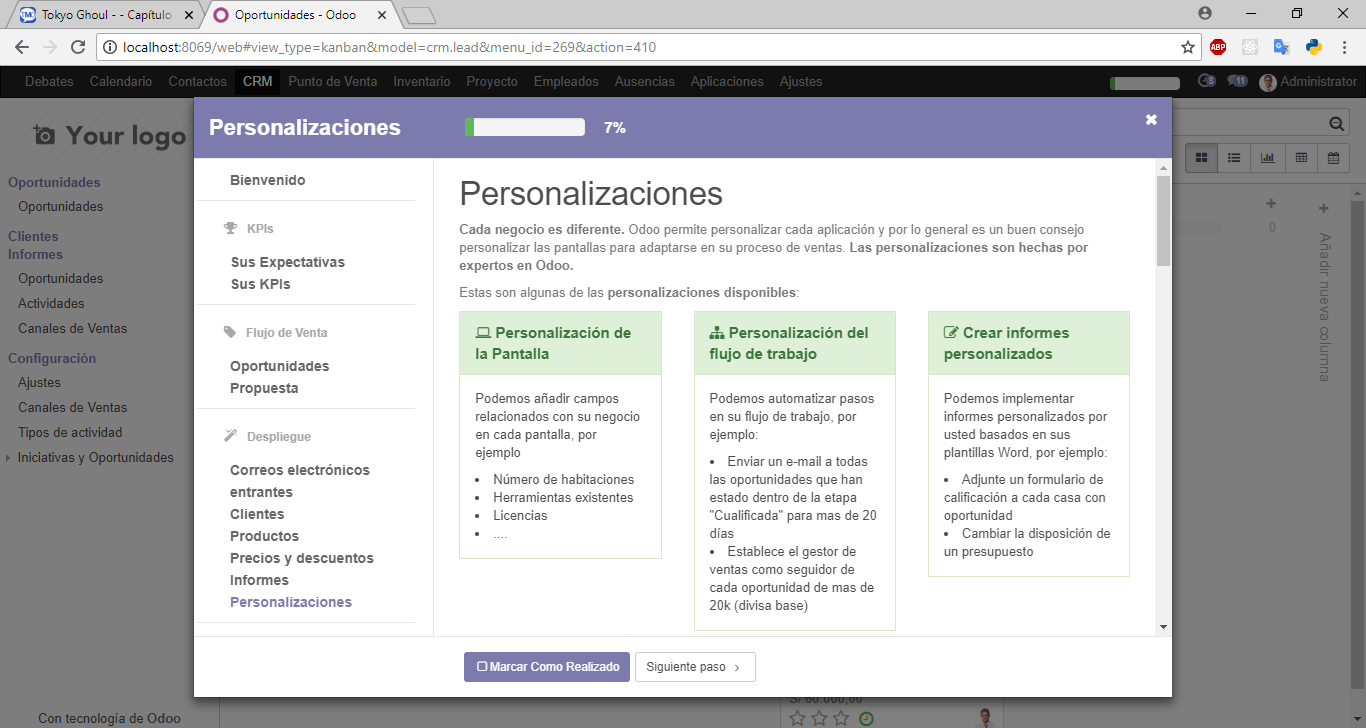 Tokyo Ghoul - - Capítulo
Oportunidades - Odoo
localhost:8069/web#view_type=kanban&model=crm.lead&menu_id=269&action=410
ABP
Debates Calendario Contactos CRM Punto de Venta Inventario Proyecto Empleados Ausencias Aplicaciones Ajustes
8 11 Administrator
Your logo
Oportunidades
Oportunidades
Clientes
Informes
Oportunidades
Actividades
Canales de Ventas
Configuración
Ajustes
Canales de Ventas
Tipos de actividad
Iniciativas y Oportunidades
Con tecnología de Odoo
Personalizaciones 7%
Bienvenido
KPIs
Sus Expectativas
Sus KPIs
Flujo de Venta
Oportunidades
Propuesta
Despliegue
Correos electrónicos
entrantes
Clientes
Productos
Precios y descuentos
Informes
Personalizaciones
Personalizaciones
Cada negocio es diferente. Odoo permite personalizar cada aplicación y por lo general es un buen consejo
personalizar las pantallas para adaptarse en su proceso de ventas. Las personalizaciones son hechas por
expertos en Odoo.
Estas son algunas de las personalizaciones disponibles:
Personalización de
la Pantalla
Podemos añadir campos
relacionados con su negocio
en cada pantalla, por
ejemplo
• Número de habitaciones
• Herramientas existentes
• Licencias
• ....
Personalización del
flujo de trabajo
Podemos automatizar pasos
en su flujo de trabajo, por
ejemplo:
• Enviar un e-mail a todas
las oportunidades que han
estado dentro de la etapa
"Cualificada" para mas de 20
días
• Establece el gestor de
ventas como seguidor de
cada oportunidad de mas de
20k (divisa base)
Crear informes
personalizados
Podemos implementar
informes personalizados por
usted basados en sus
plantillas Word, por ejemplo:
• Adjunte un formulario de
calificación a cada casa con
oportunidad
• Cambiar la disposición de
un presupuesto
Marcar Como Realizado
Siguiente paso
0
Añadir nueva columna
S/ 60.000,00